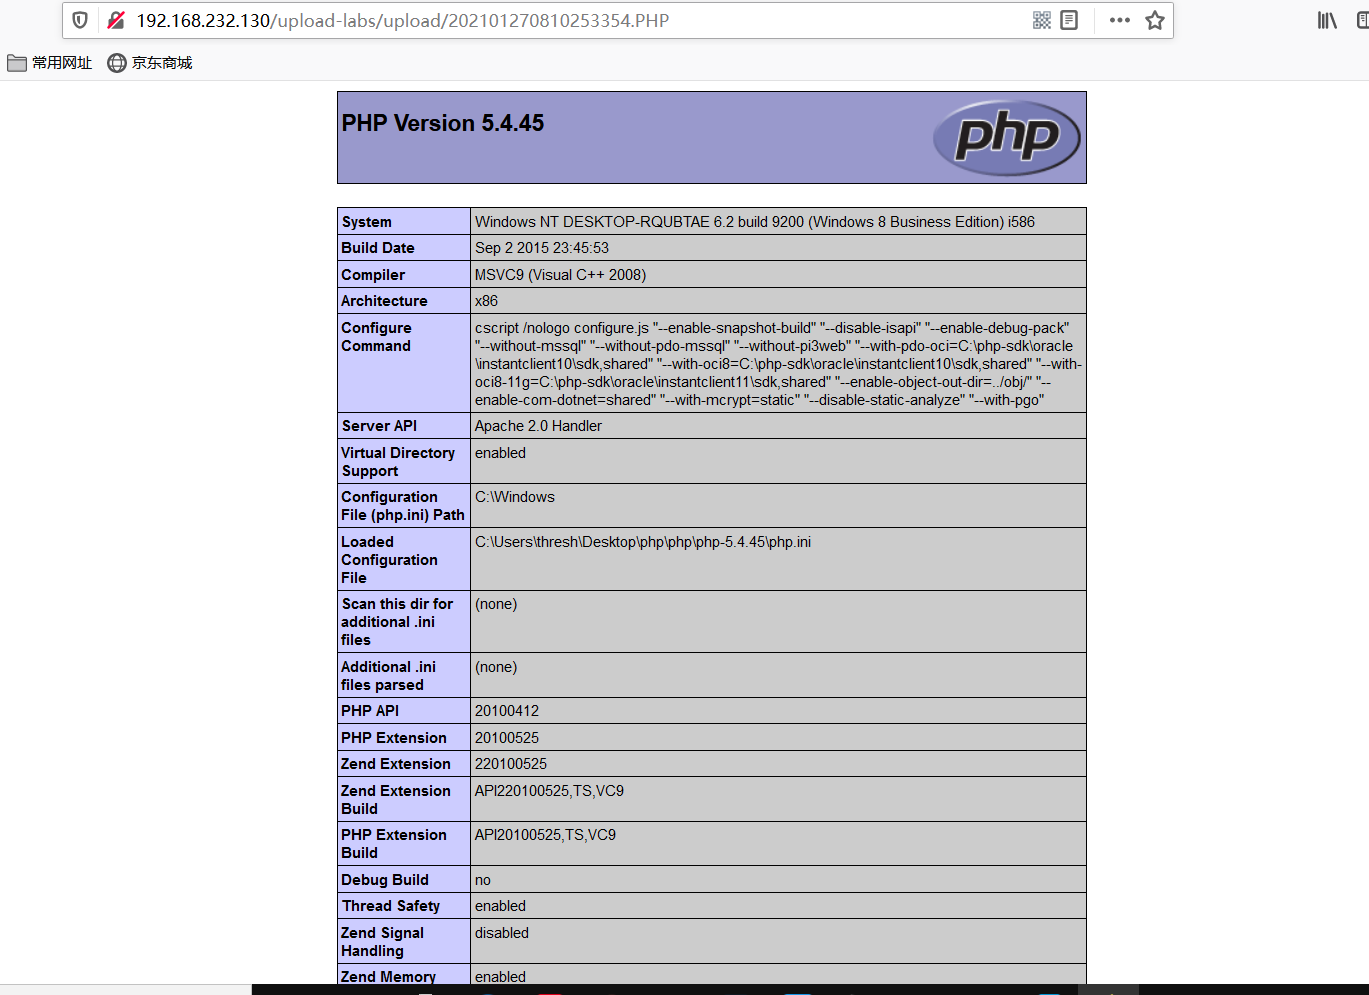 192.168.232.130/upload-labs/upload/202101270810253354.PHP
常用网址 京东商城
PHP Version 5.4.45
php
System Windows NT DESKTOP-RQUBTAE 6.2 build 9200 (Windows 8 Business Edition) i586
Build Date Sep 2 2015 23:45:53
Compiler MSVC9 (Visual C++ 2008)
Architecture x86
Configure
Command
cscript /nologo configure.js "--enable-snapshot-build" "--disable-isapi" "--enable-debug-pack"
"--without-mssql" "--without-pdo-mssql" "--without-pi3web" "--with-pdo-oci=C:\php-sdk\oracle
\instantclient10\sdk,shared" "--with-oci8=C:\php-sdk\oracle\instantclient10\sdk,shared" "--with-
oci8-11g=C:\php-sdk\oracle\instantclient11\sdk,shared" "--enable-object-out-dir=../obj/" "--
enable-com-dotnet=shared" "--with-mcrypt=static" "--disable-static-analyze" "--with-pgo"
Server API Apache 2.0 Handler
Virtual Directory
Support
enabled
Configuration
File (php.ini) Path
C:\Windows
Loaded
Configuration
File
C:\Users\thresh\Desktop\php\php\php-5.4.45\php.ini
Scan this dir for
additional .ini
files
(none)
Additional .ini
files parsed
(none)
PHP API 20100412
PHP Extension 20100525
Zend Extension 220100525
Zend Extension
Build
API220100525,TS,VC9
PHP Extension
Build
API20100525,TS,VC9
Debug Build no
Thread Safety enabled
Zend Signal
Handling
disabled
Zend Memory enabled